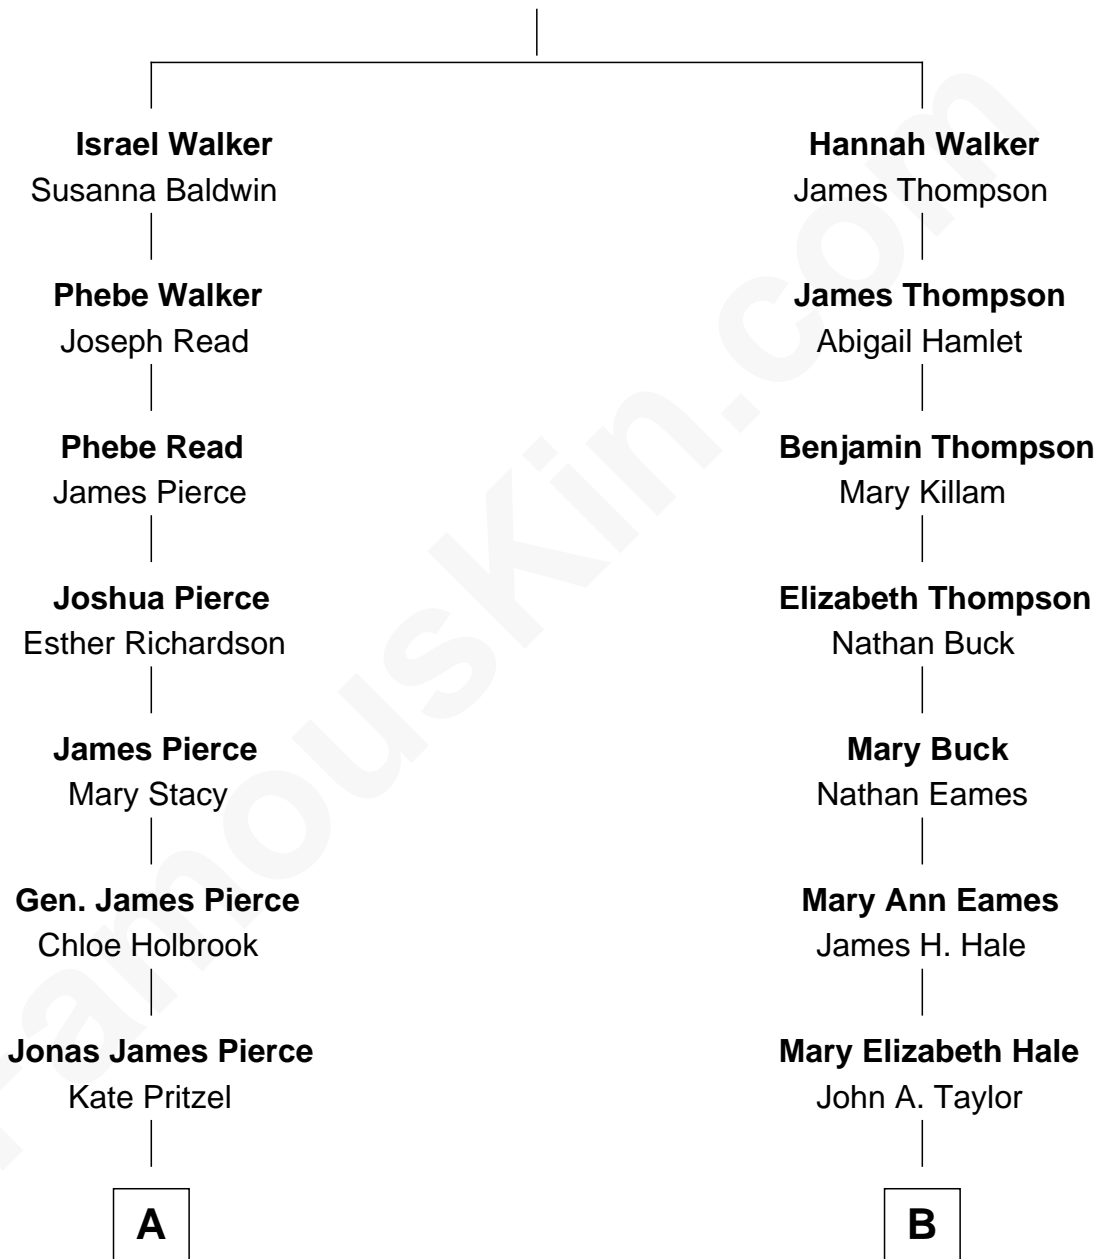 Israel Walker
Susanna Baldwin
Phebe Walker
Joseph Read
Phebe Read
James Pierce
Joshua Pierce
Esther Richardson
James Pierce
Mary Stacy
Gen. James Pierce
Chloe Holbrook
Jonas James Pierce
Kate Pritzel
A
Hannah Walker
James Thompson
James Thompson
Abigail Hamlet
Benjamin Thompson
Mary Killam
Elizabeth Thompson
Nathan Buck
Mary Buck
Nathan Eames
Mary Ann Eames
James H. Hale
Mary Elizabeth Hale
John A. Taylor
B
FamousKin.com